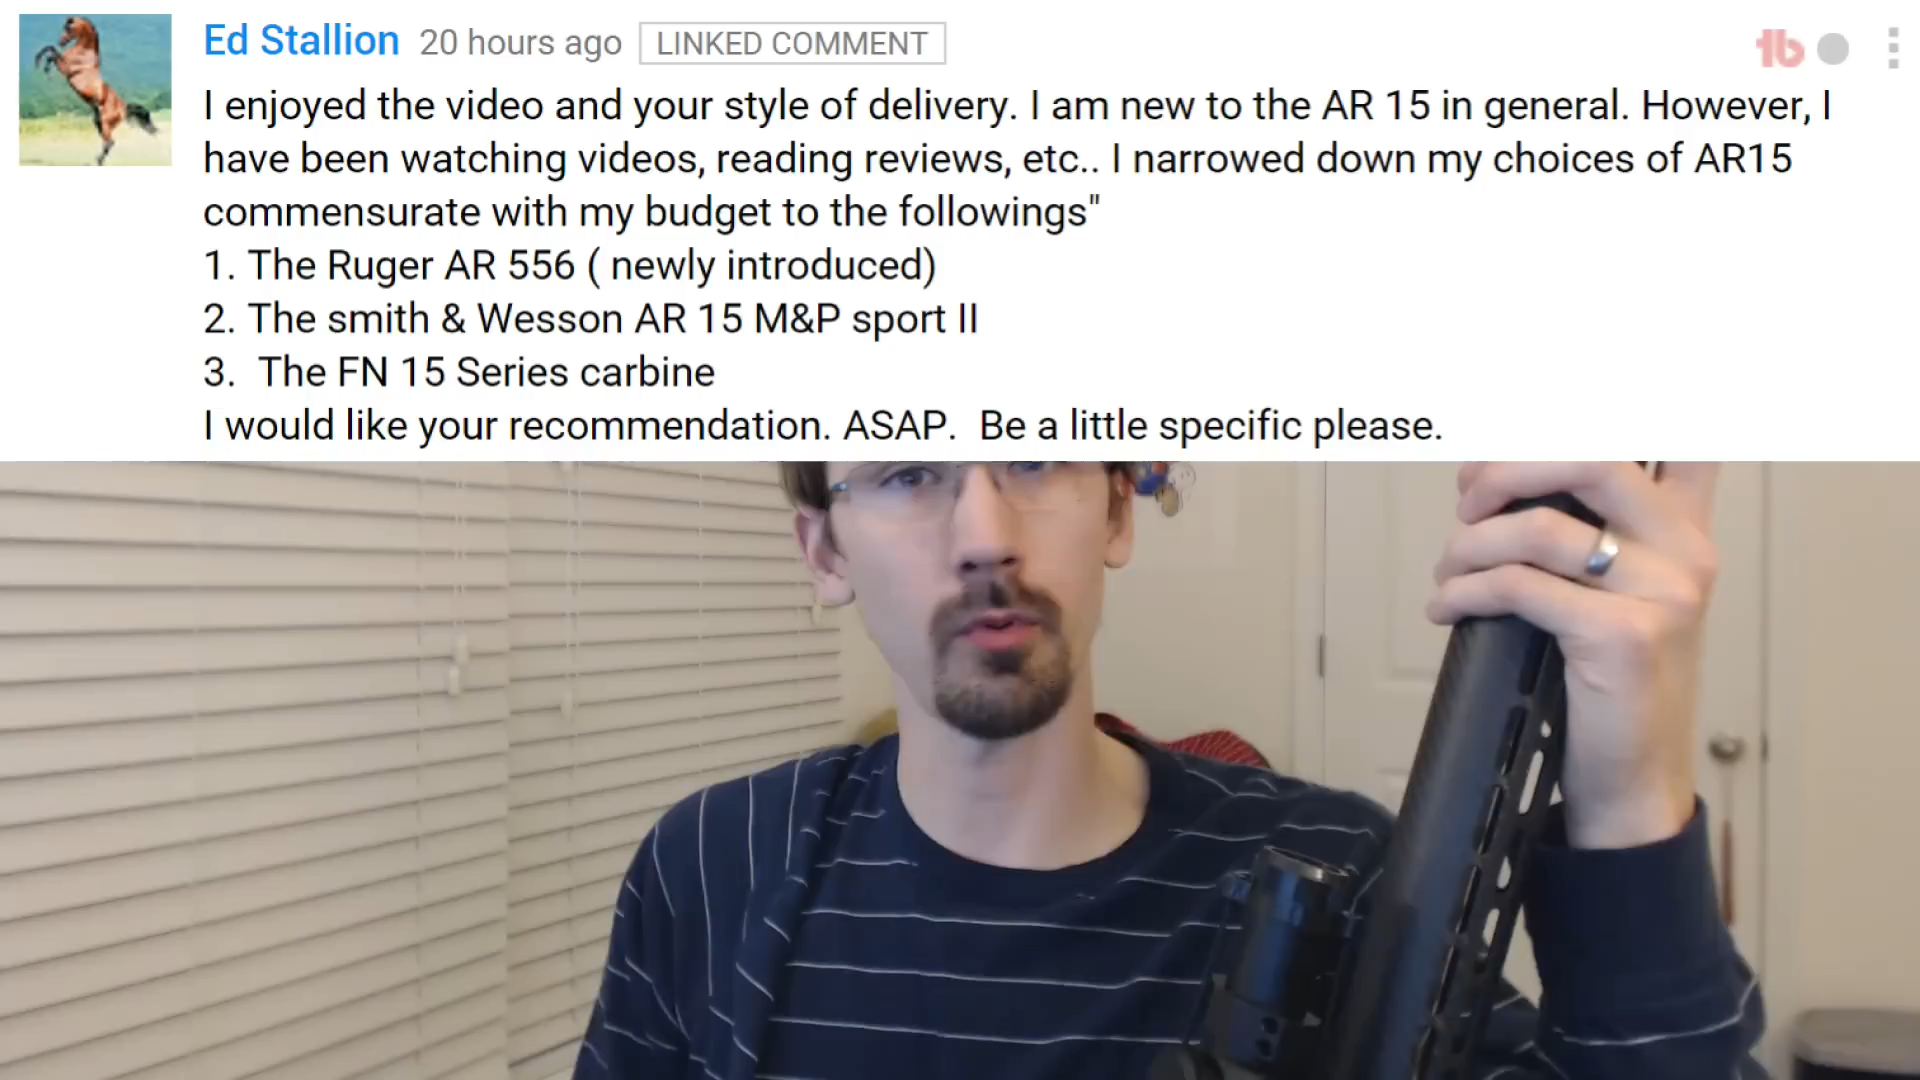 Ed Stallion 20 hours ago LINKED COMMENT
tb
I enjoyed the video and your style of delivery. I am new to the AR 15 in general. However, I
have been watching videos, reading reviews, etc.. I narrowed down my choices of AR15
commensurate with my budget to the followings"
1. The Ruger AR 556 ( newly introduced)
2. The smith & Wesson AR 15 M&P sport II
3.  The FN 15 Series carbine
I would like your recommendation. ASAP.  Be a little specific please.